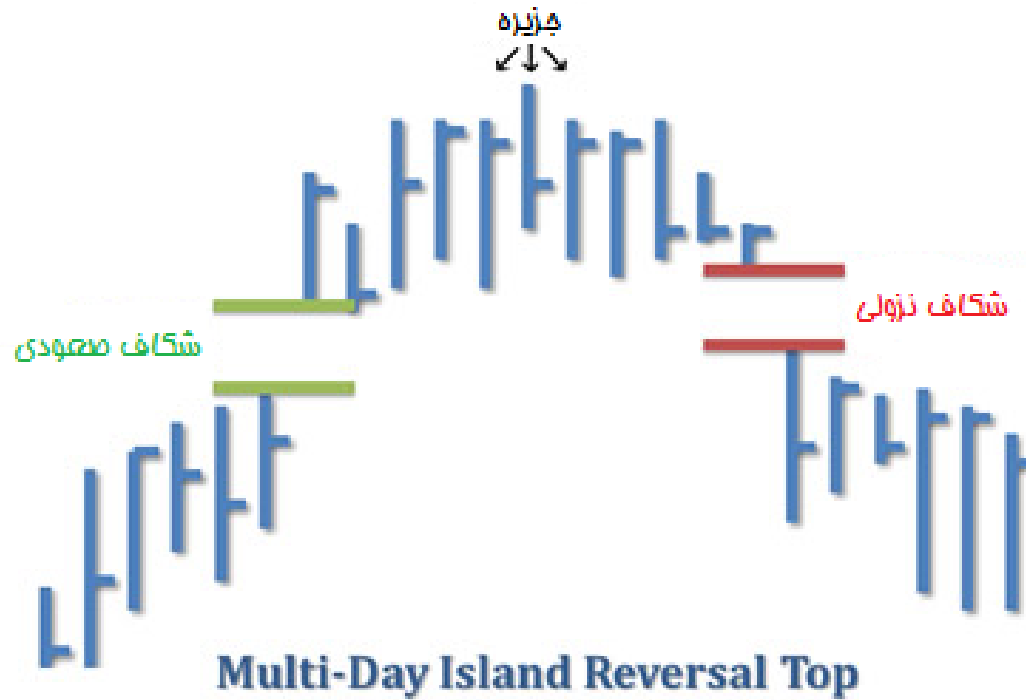 جزیره
شکاف نزولی
شکاف صعودی
Multi-Day Island Reversal Top